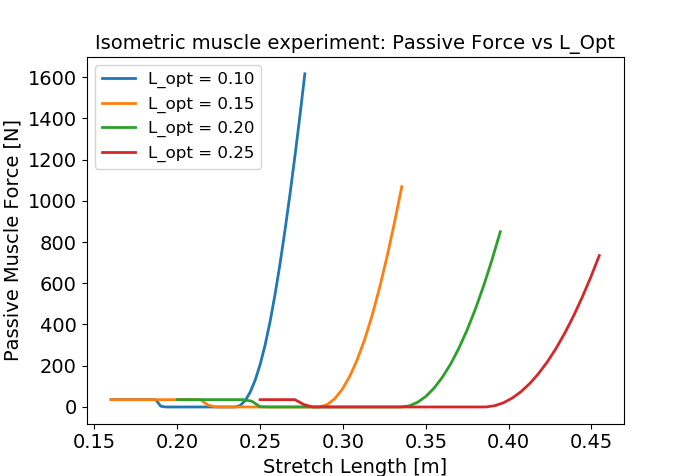 Isometric muscle experiment: Passive Force vs L_Opt
Passive Muscle Force [N]
1600
1400
1200
1000
800
600
400
200
0
L_opt = 0.10
L_opt = 0.15
L_opt = 0.20
L_opt = 0.25
0.15 0.20 0.25 0.30 0.35 0.40 0.45
Stretch Length [m]